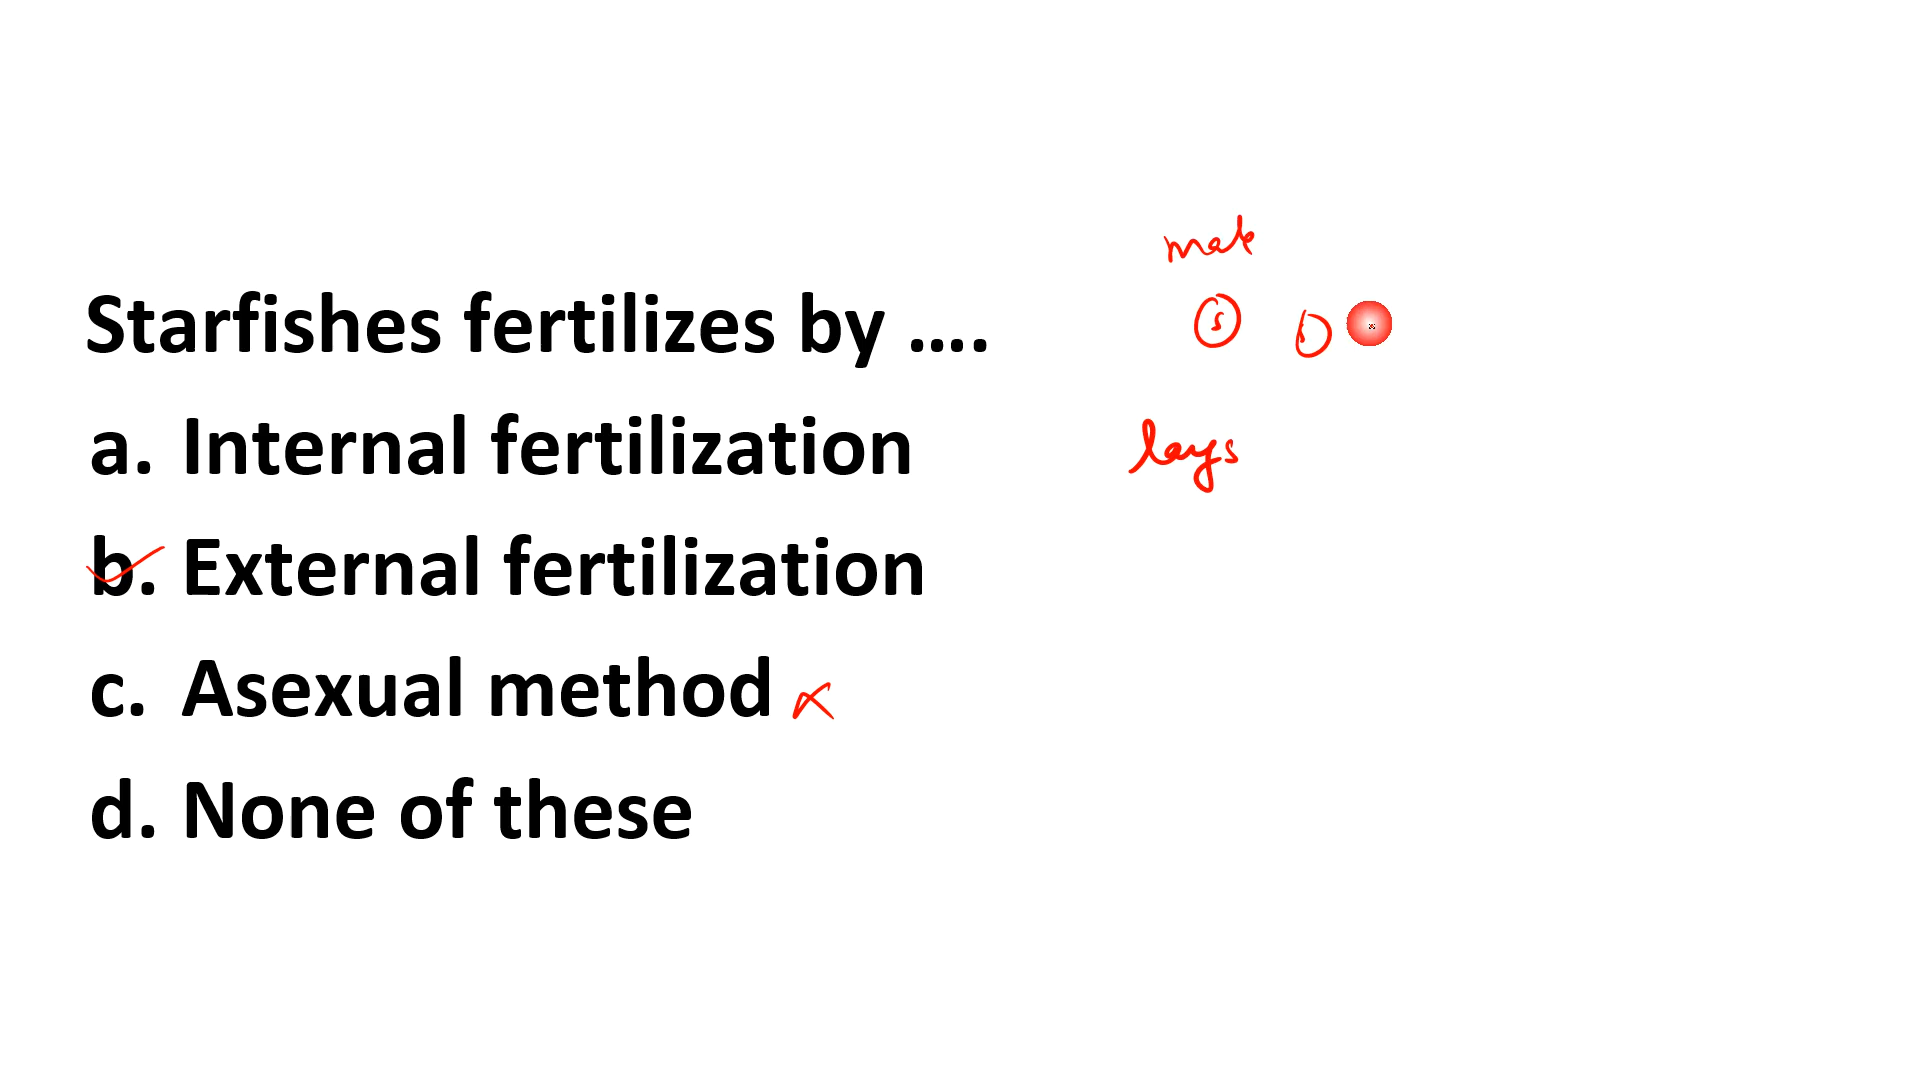 male
Starfishes fertilizes by ....
s
a. Internal fertilization
lays
b. External fertilization
c. Asexual method
d. None of these